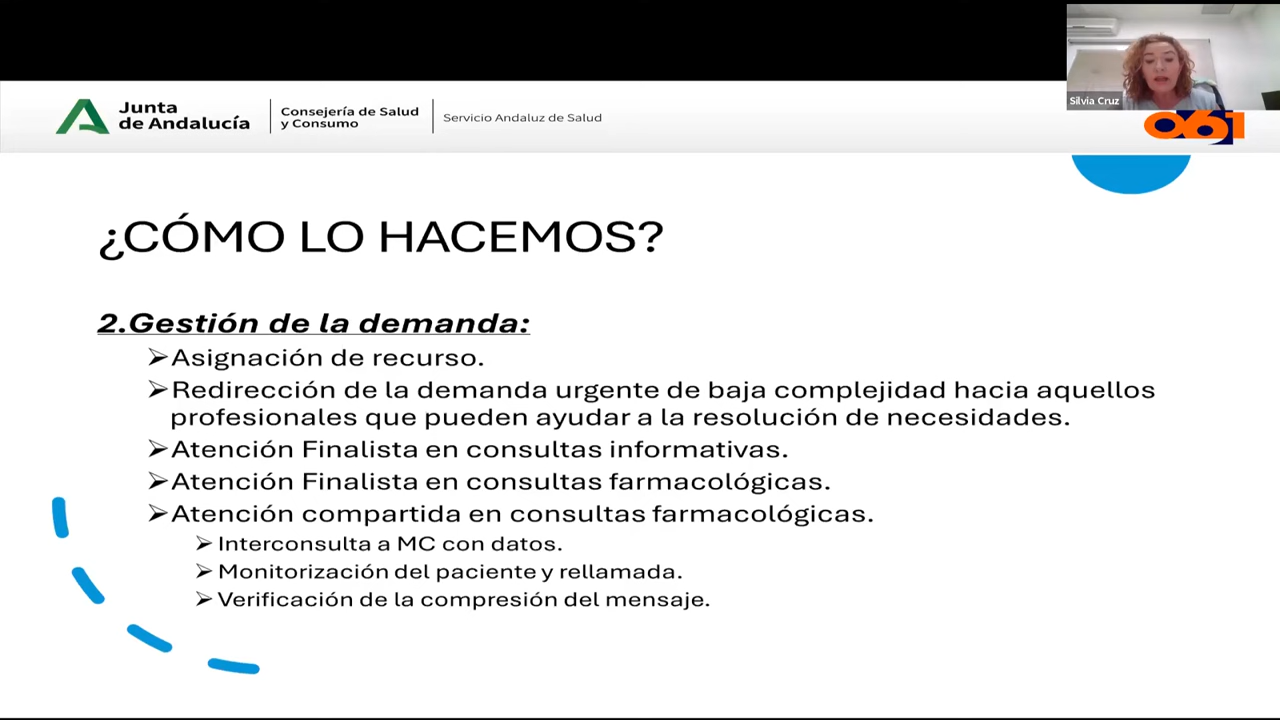 Silvia Cruz
Junta
de Andalucía
Consejería de Salud
y Consumo
Servicio Andaluz de Salud
061
¿CÓMO LO HACEMOS?
2.Gestión de la demanda:
Asignación de recurso.
Redirección de la demanda urgente de baja complejidad hacia aquellos
profesionales que pueden ayudar a la resolución de necesidades.
Atención Finalista en consultas informativas.
Atención Finalista en consultas farmacológicas.
Atención compartida en consultas farmacológicas.
Interconsulta a MC con datos.
Monitorización del paciente y rellamada.
Verificación de la compresión del mensaje.